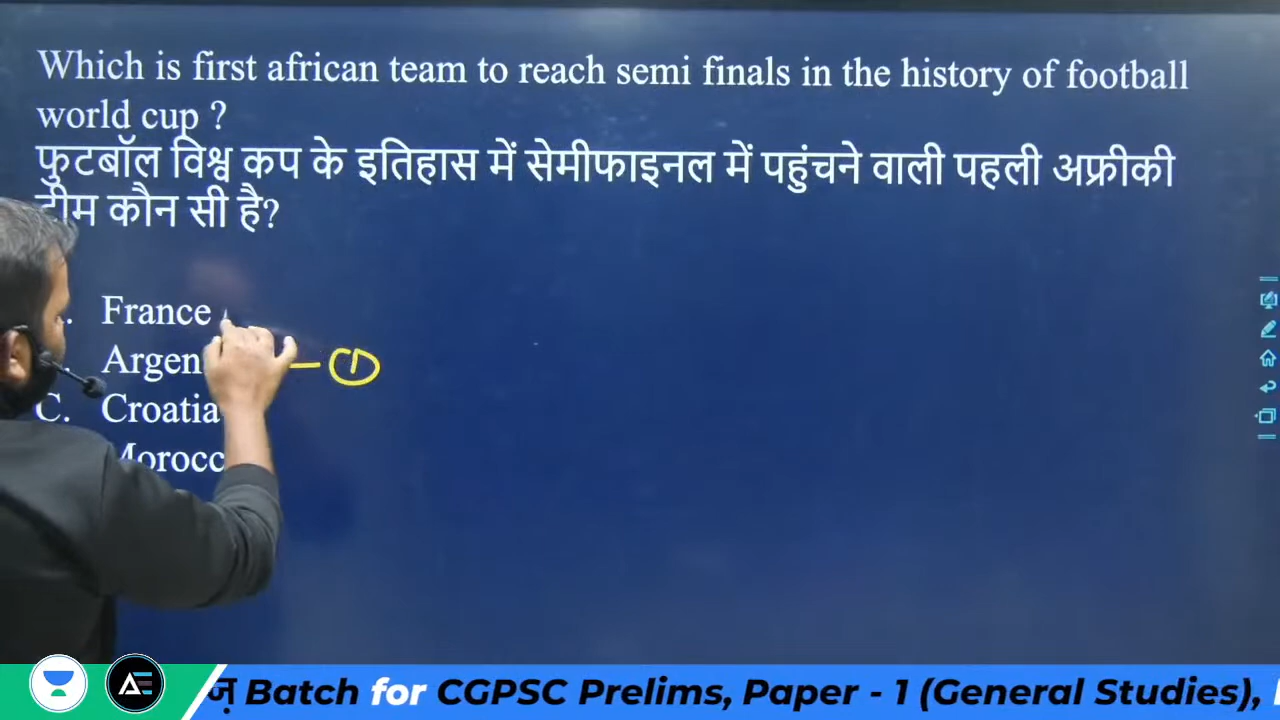 Which is first african team to reach semi finals in the history of football
world cup ?
फुटबॉल विश्व कप के इतिहास में सेमीफाइनल में पहुंचने वाली पहली अफ्रीकी
टीम कौन सी है?
France
— 1
C. Croatia
Batch for CGPSC Prelims, Paper - 1 (General Studies),